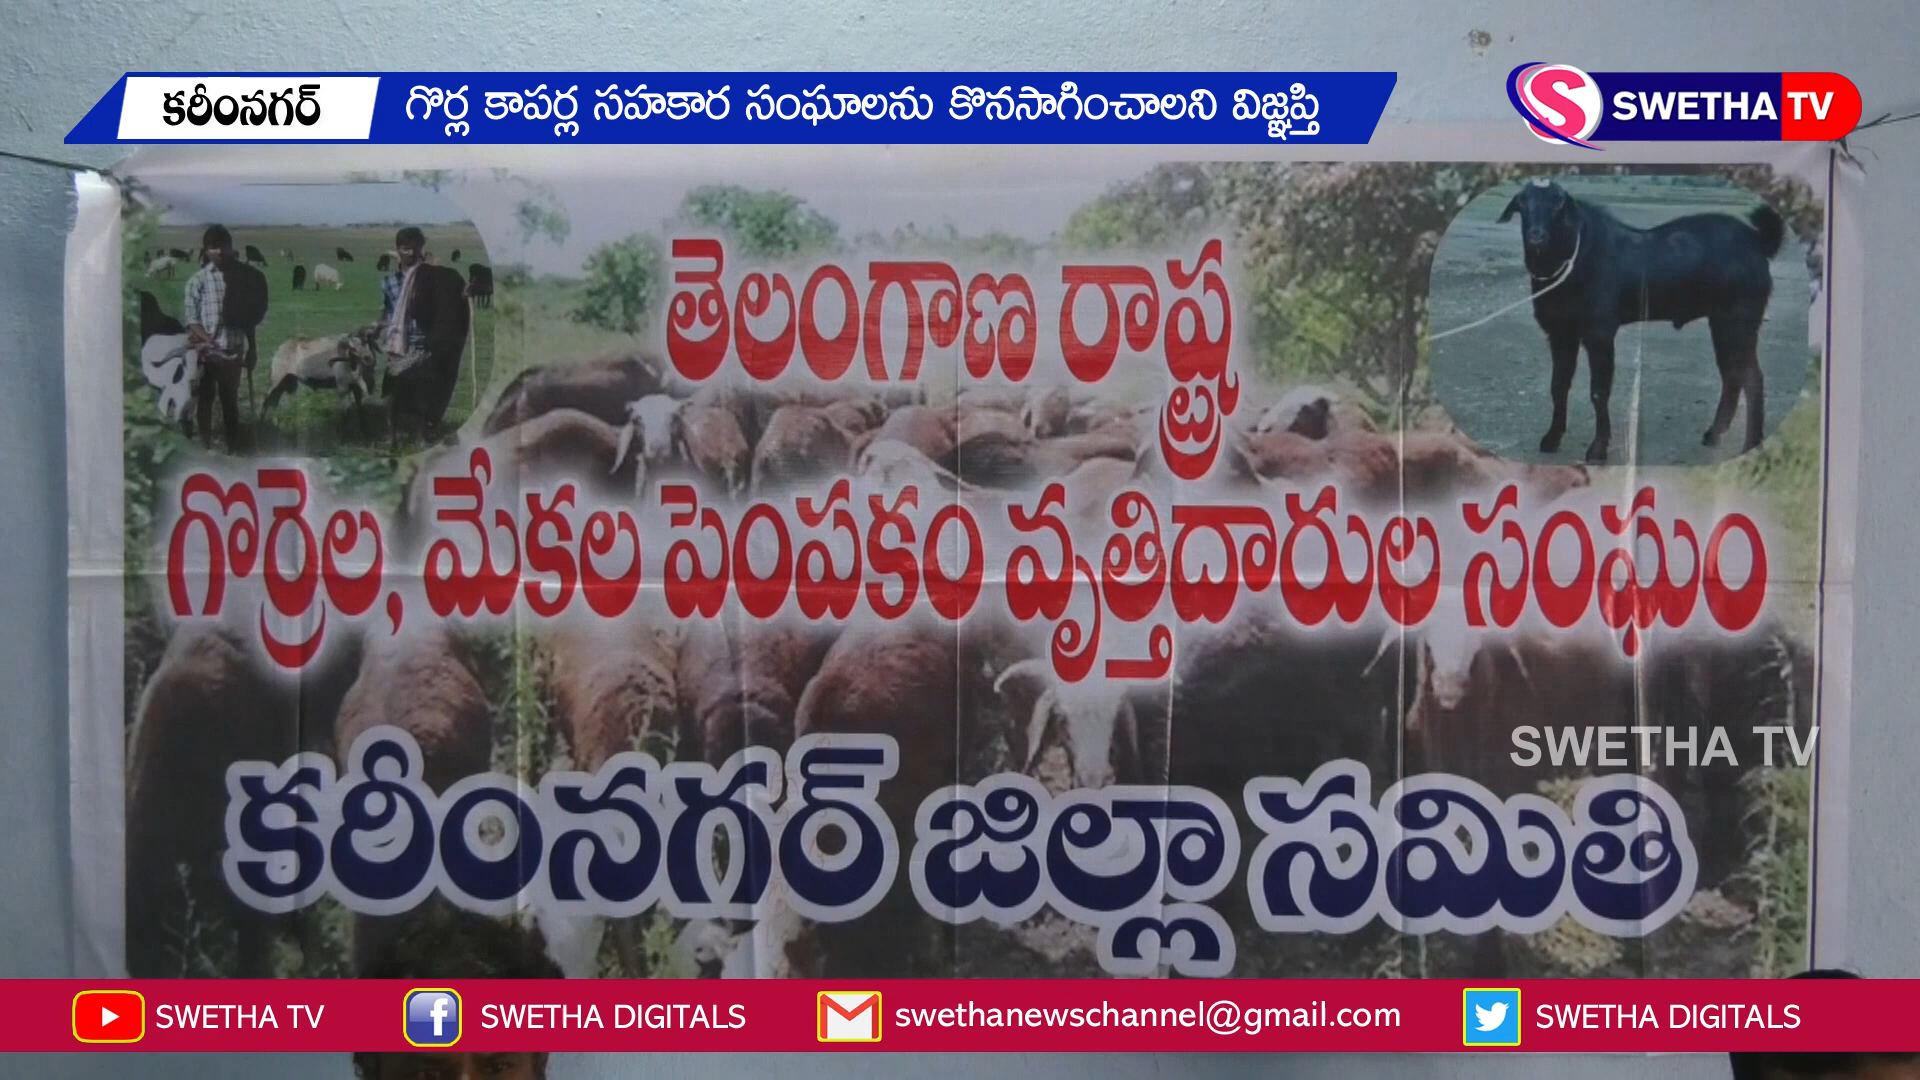 కరీంనగర్ గొర్ల కాపర్ల సహకార సంఘాలను కొనసాగించాలని విజ్ఞప్తి
S SWETHA TV
తెలంగాణ రాష్ట్ర
గొర్రెల, మేకల పెంపకం వృత్తిదారుల సంఘం
SWETHA TV
కరీంనగర్ జిల్లా సమితి
SWETHA TV SWETHA DIGITALS swethanewschannel@gmail.com SWETHA DIGITALS